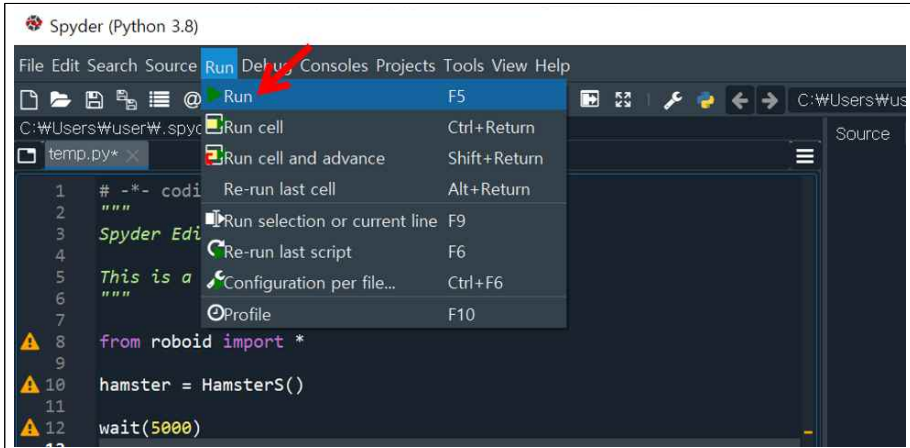 Spyder (Python 3.8)
File Edit Search Source Run Debug Consoles Projects Tools View Help
Run F5
C:₩Users₩us
C:₩Users₩user₩.spyd
Run cell Ctrl+Return
Source
temp.py*
Run cell and advance Shift+Return
1 # -*- codi
Re-run last cell Alt+Return
2 """
Run selection or current line F9
3 Spyder Edi
4
Re-run last script F6
5 This is a
Configuration per file... Ctrl+F6
6 """
7
Profile F10
8 from roboid import *
9
10 hamster = HamsterS()
11
12 wait(5000)
13